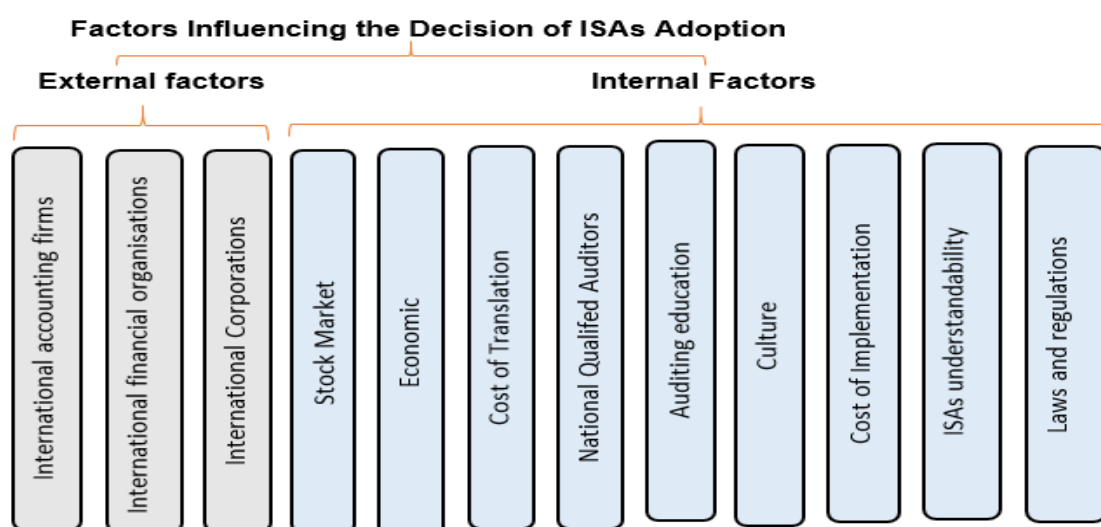 Factors Influencing the Decision of ISAs Adoption
External factors
Internal Factors
International accounting firms
International financial organisations
International Corporations
Stock Market
Economic
Cost of Translation
National Qualifed Auditors
Auditing education
Culture
Cost of Implementation
ISAs understandability
Laws and regulations